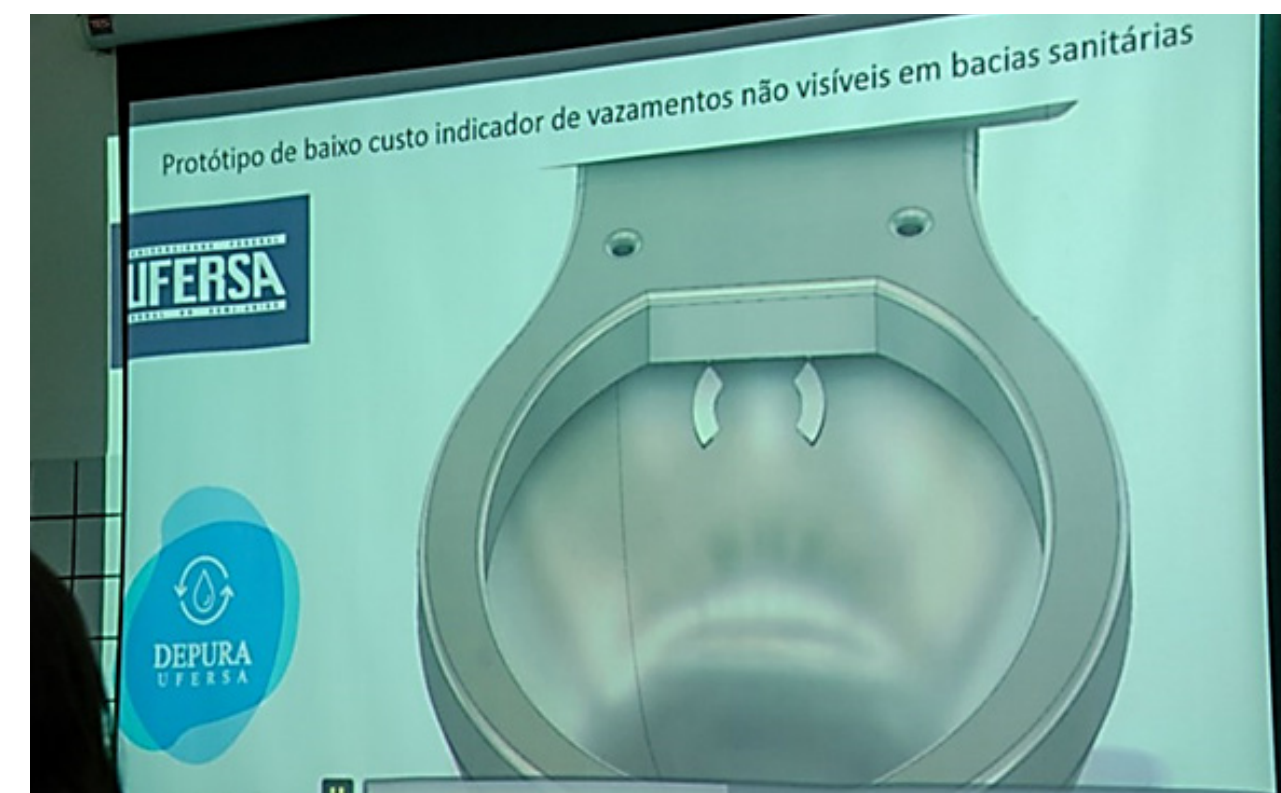 Protótipo de baixo custo indicador de vazamentos não visíveis em bacias sanitárias
UFERSA
DEPURA
UFERSA